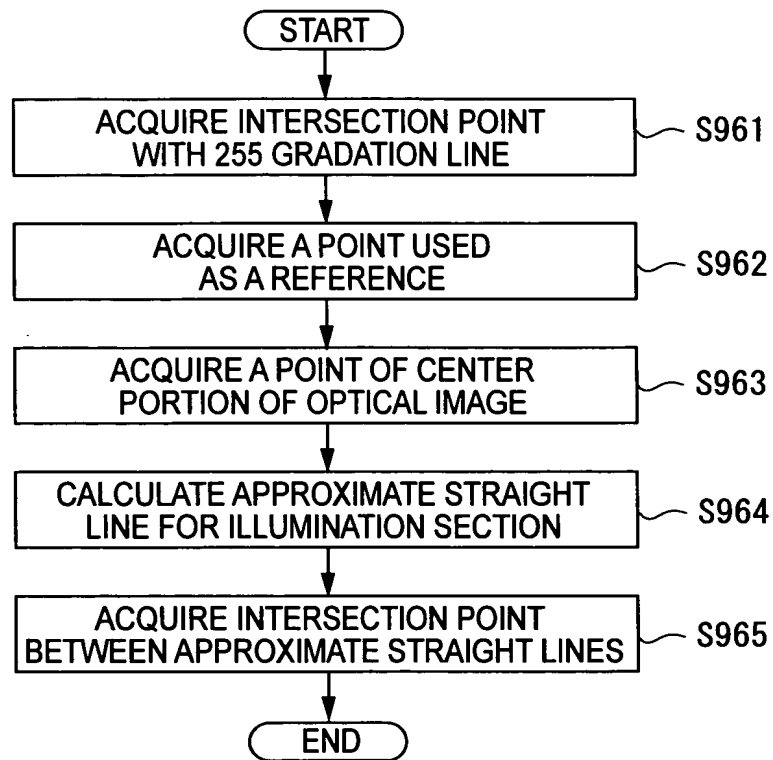 START
ACQUIRE INTERSECTION POINT
WITH 255 GRADATION LINE
S961
ACQUIRE A POINT USED
AS A REFERENCE
S962
ACQUIRE A POINT OF CENTER
PORTION OF OPTICAL IMAGE
S963
CALCULATE APPROXIMATE STRAIGHT
LINE FOR ILLUMINATION SECTION
S964
ACQUIRE INTERSECTION POINT
BETWEEN APPROXIMATE STRAIGHT LINES
S965
END